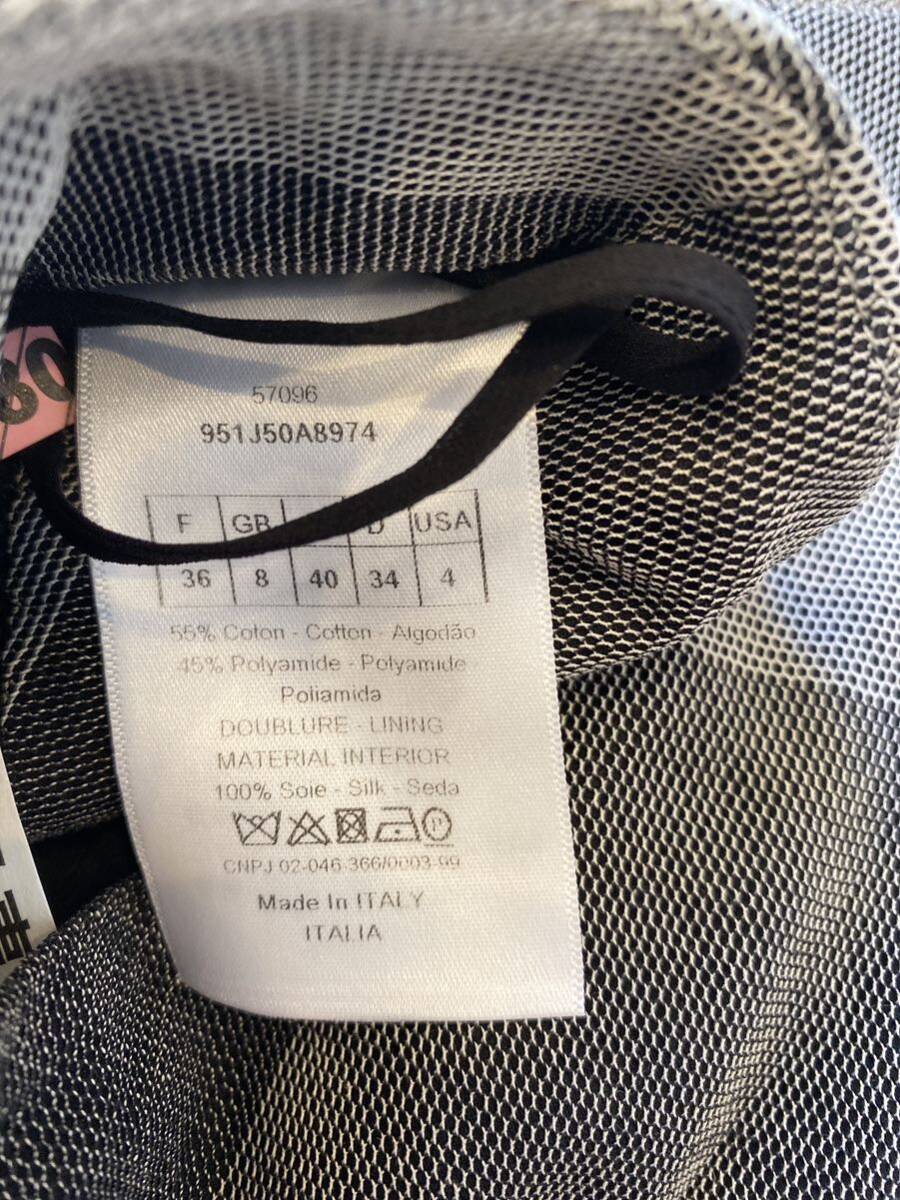 57096
951J50A8974
F GB D USA
36 8 40 34 4
55% Coton - Cotton - Algodão
45% Polyamide - Polyamide
Poliamida
DOUBLURE - LINING
MATERIAL INTERIOR
100% Soie - Silk - Seda
P
CNPJ 02-046-366/0003-99
Made In ITALY
ITALIA
80